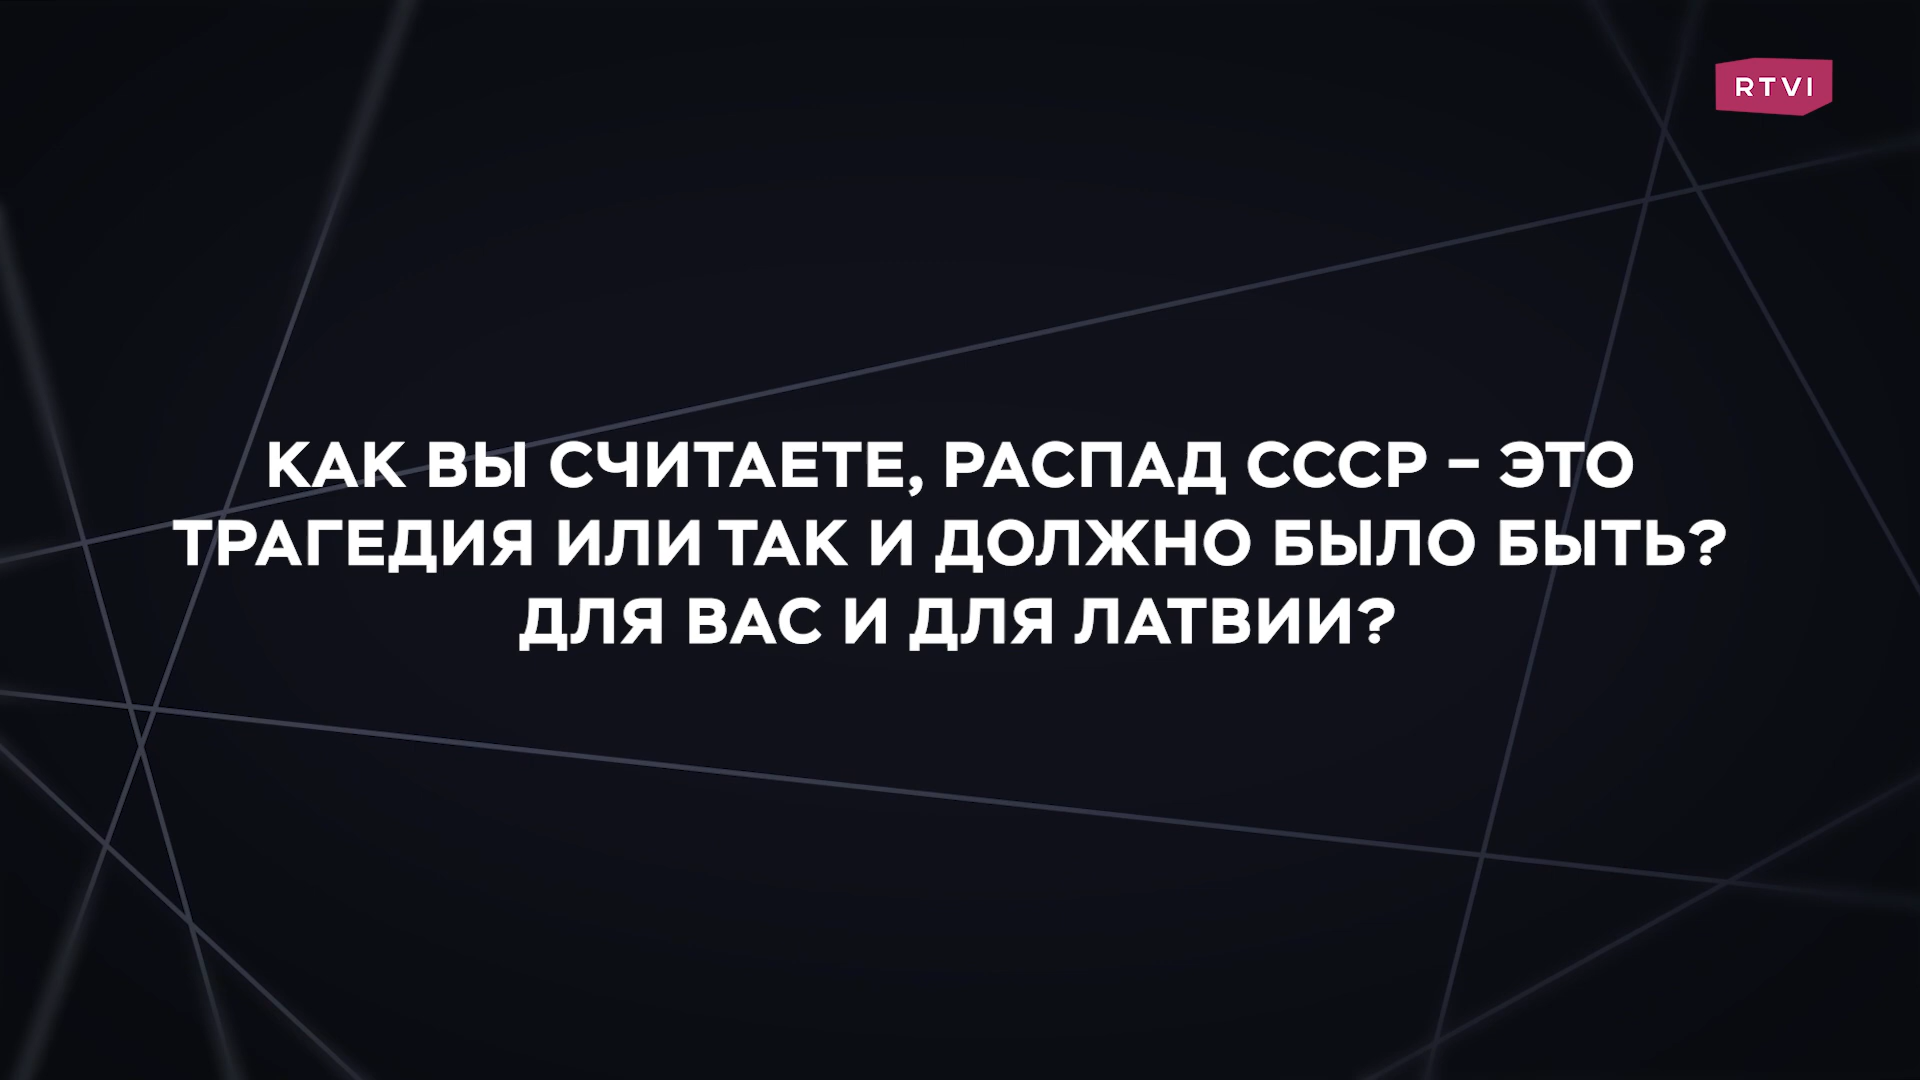 RTVI
КАК ВЫ СЧИТАЕТЕ, РАСПАД СССР – ЭТО
ТРАГЕДИЯ ИЛИ ТАК И ДОЛЖНО БЫЛО БЫТЬ?
ДЛЯ ВАС И ДЛЯ ЛАТВИИ?